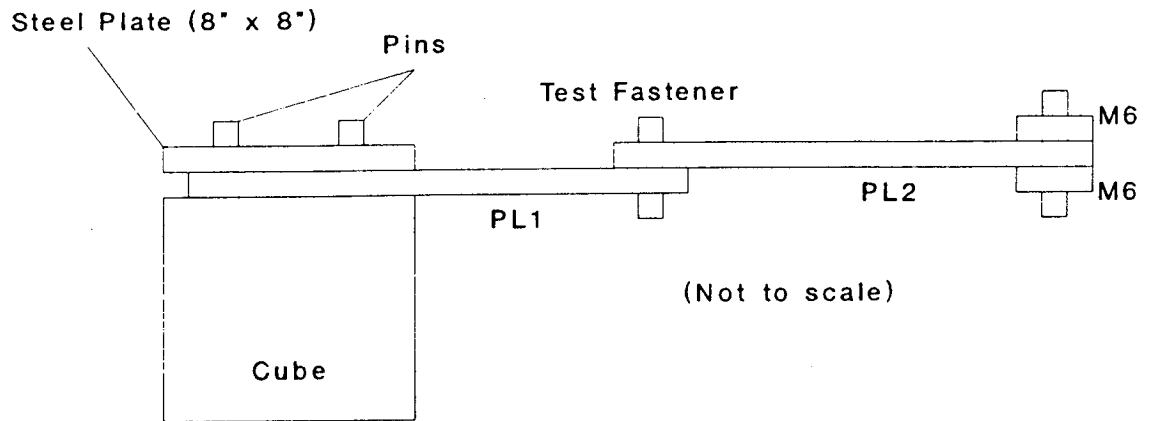 Steel Plate (8" x 8")
Pins
Test Fastener
M6
PL1
PL2
M6
(Not to scale)
Cube